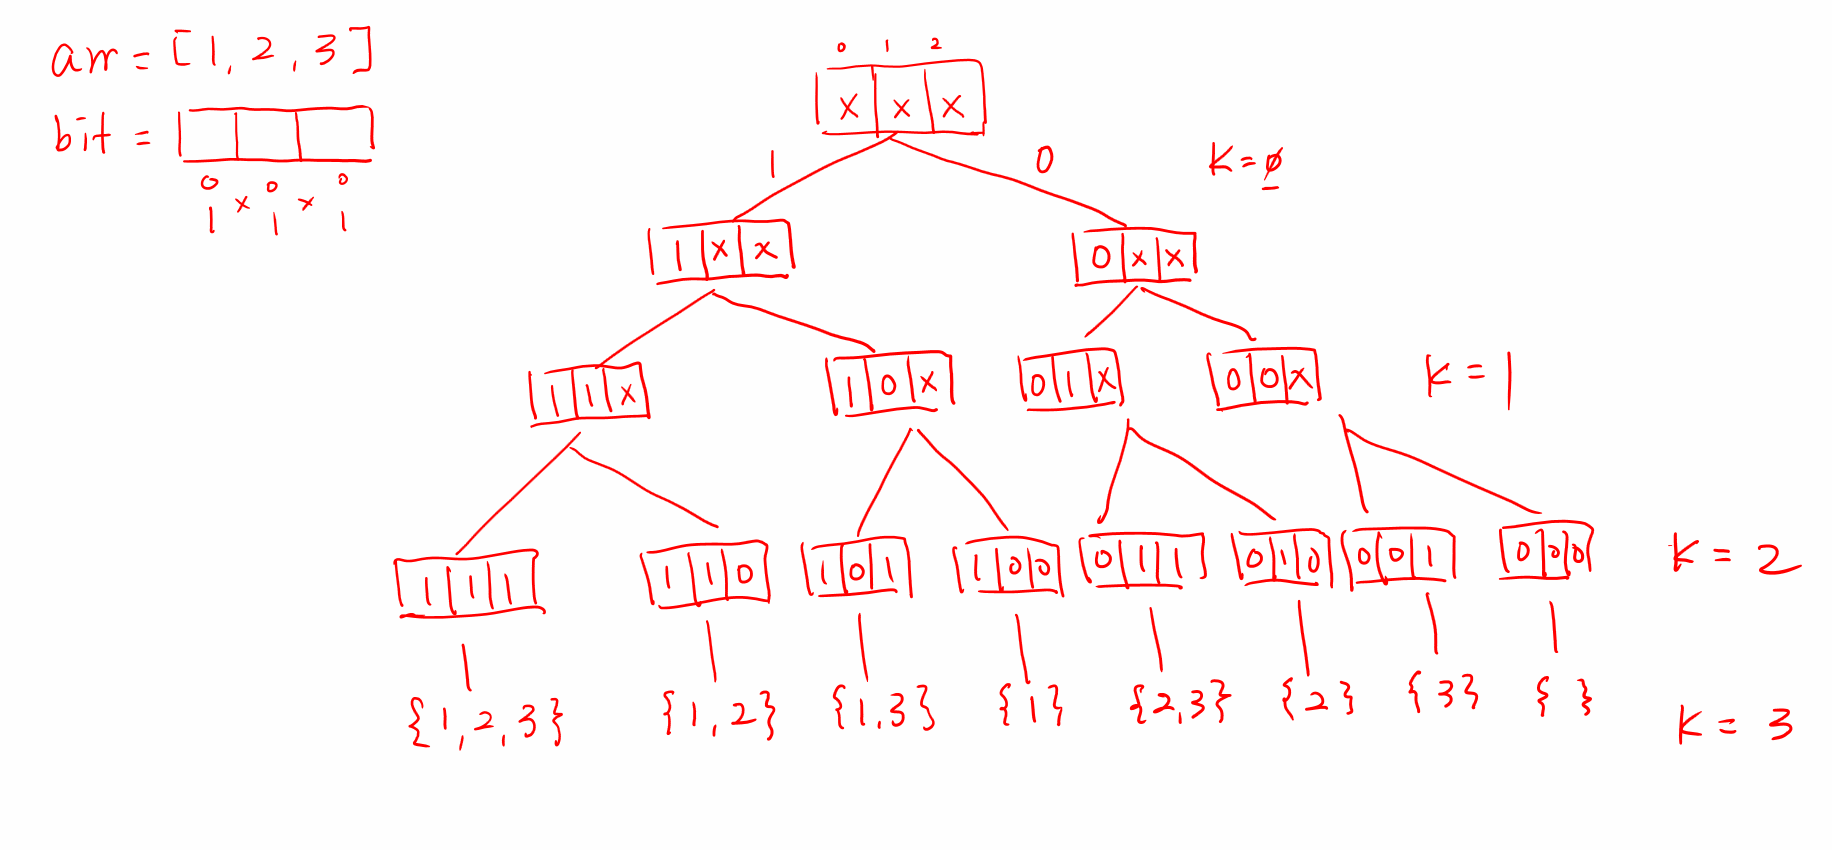 arr = [1, 2, 3]
0 1 2
bit =
x x x
0 0 0
1 x 1 x 1
1 0 K = 0
1 x x 0 x x
1 1 x 1 0 x 0 1 x 0 0 x K = 1
1 1 1 1 1 0 1 0 1 1 0 0 0 1 1 0 1 0 0 0 1 0 0 0 K = 2
{1, 2, 3} {1, 2} {1, 3} {1} {2, 3} {2} {3} { } K = 3